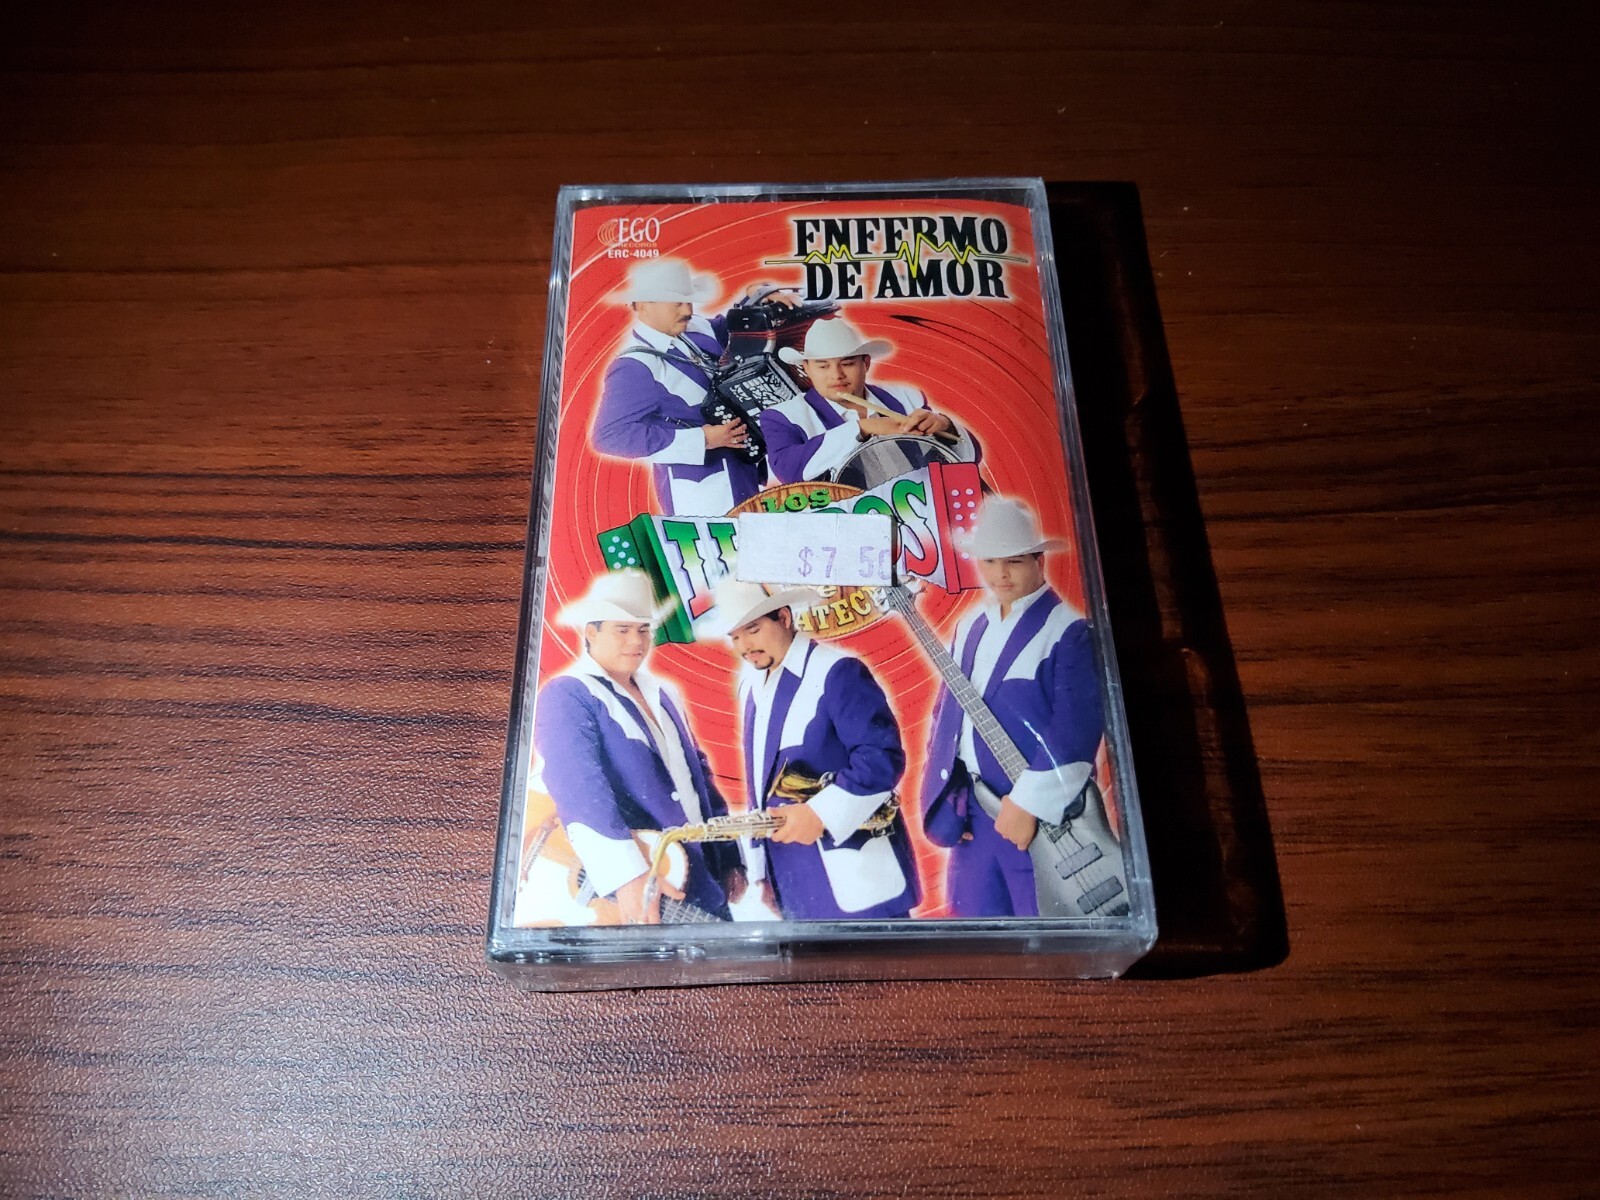 EGO
RECORDS
ERC-4049
ENFERMO
DE AMOR
LOS
$7 50